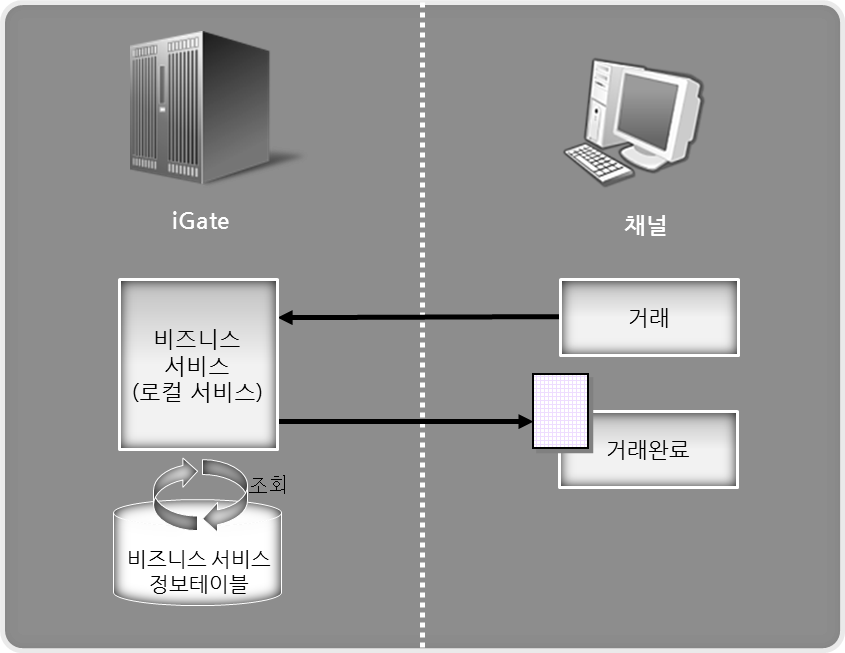 iGate
채널
비즈니스
서비스
(로컬 서비스)
거래
거래완료
조회
비즈니스 서비스
정보테이블